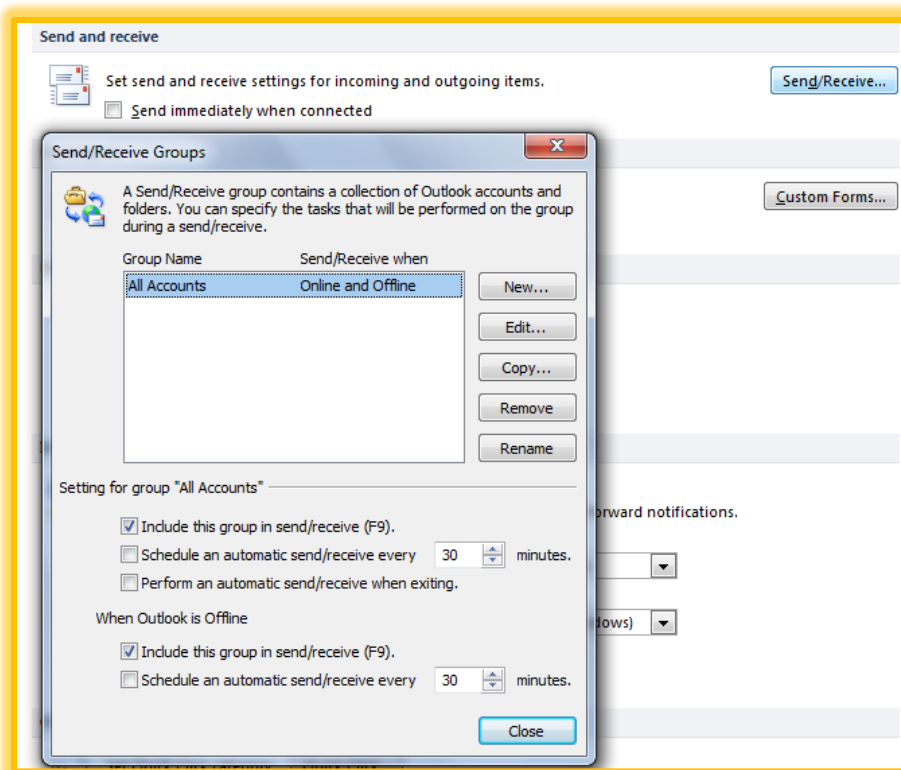 Send and receive
Set send and receive settings for incoming and outgoing items.
Send/Receive...
Send immediately when connected
Send/Receive Groups
A Send/Receive group contains a collection of Outlook accounts and
folders. You can specify the tasks that will be performed on the group
during a send/receive.
Custom Forms...
Group Name Send/Receive when
All Accounts Online and Offline
New...
Edit...
Copy...
Remove
Rename
Setting for group "All Accounts"
orward notifications.
Include this group in send/receive (F9).
Schedule an automatic send/receive every 30 minutes.
Perform an automatic send/receive when exiting.
When Outlook is Offline
dows)
Include this group in send/receive (F9).
Schedule an automatic send/receive every 30 minutes.
Close